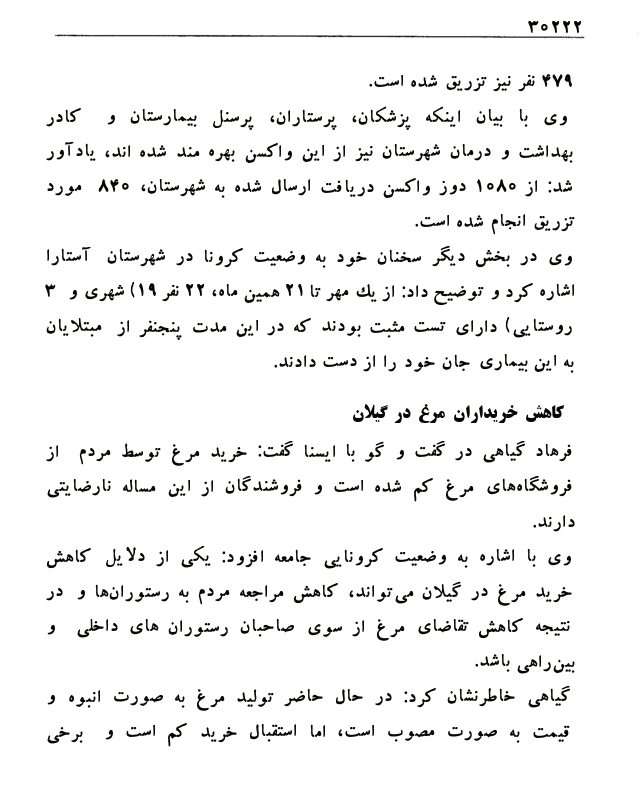 ۳۰۲۲۲
۴۷۹ نفر نیز تزریق شده است.
وی با بیان اینکه پزشکان، پرستاران، پرسنل بیمارستان و کادر
بهداشت و درمان شهرستان نیز از این واکسن بهره مند شده اند، یادآور
شد: از ۱۰۸۰ دوز واکسن دریافت ارسال شده به شهرستان، ۸۴۰ مورد
تزریق انجام شده است.
وی در بخش دیگر سخنان خود به وضعیت کرونا در شهرستان آستارا
اشاره کرد و توضیح داد: از یك مهر تا ۲۱ همین ماه، ۲۲ نفر ۱۹) شهری و ۳
روستایی) دارای تست مثبت بودند که در این مدت پنجنفر از مبتلایان
به این بیماری جان خود را از دست دادند.
کاهش خریداران مرغ در گیلان
فرهاد گیاهی در گفت و گو با ایسنا گفت: خرید مرغ توسط مردم از
فروشگاه‌های مرغ کم شده است و فروشندگان از این مساله نارضایتی
دارند.
وی با اشاره به وضعیت کرونایی جامعه افزود: یکی از دلایل کاهش
خرید مرغ در گیلان می‌تواند، کاهش مراجعه مردم به رستوران‌ها و در
نتیجه کاهش تقاضای مرغ از سوی صاحبان رستوران های داخلی و
بین‌راهی باشد.
گیاهی خاطرنشان کرد: در حال حاضر تولید مرغ به صورت انبوه و
قیمت به صورت مصوب است، اما استقبال خرید کم است و برخی